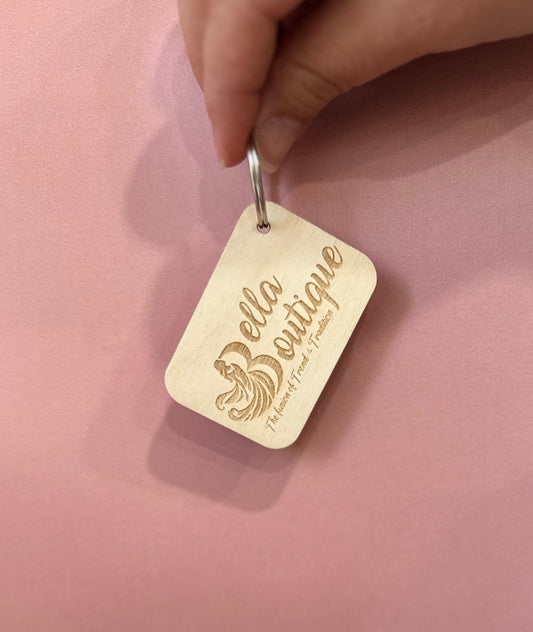 Bella
Boutique
The fusion of Trend & Tradition